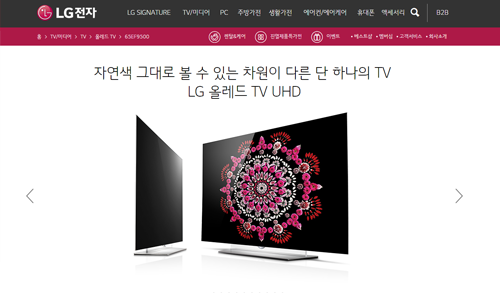 LG전자
LG SIGNATURE TV/미디어 PC 주방가전 생활가전 에어컨/에어케어 휴대폰 액세서리 B2B
홈 > TV/미디어 > TV > 올레드 TV > 65EF9500
렌탈&케어 진열제품특가전 이벤트 베스트샵 멤버십 고객서비스 회사소개
자연색 그대로 볼 수 있는 차원이 다른 단 하나의 TV
LG 올레드 TV UHD